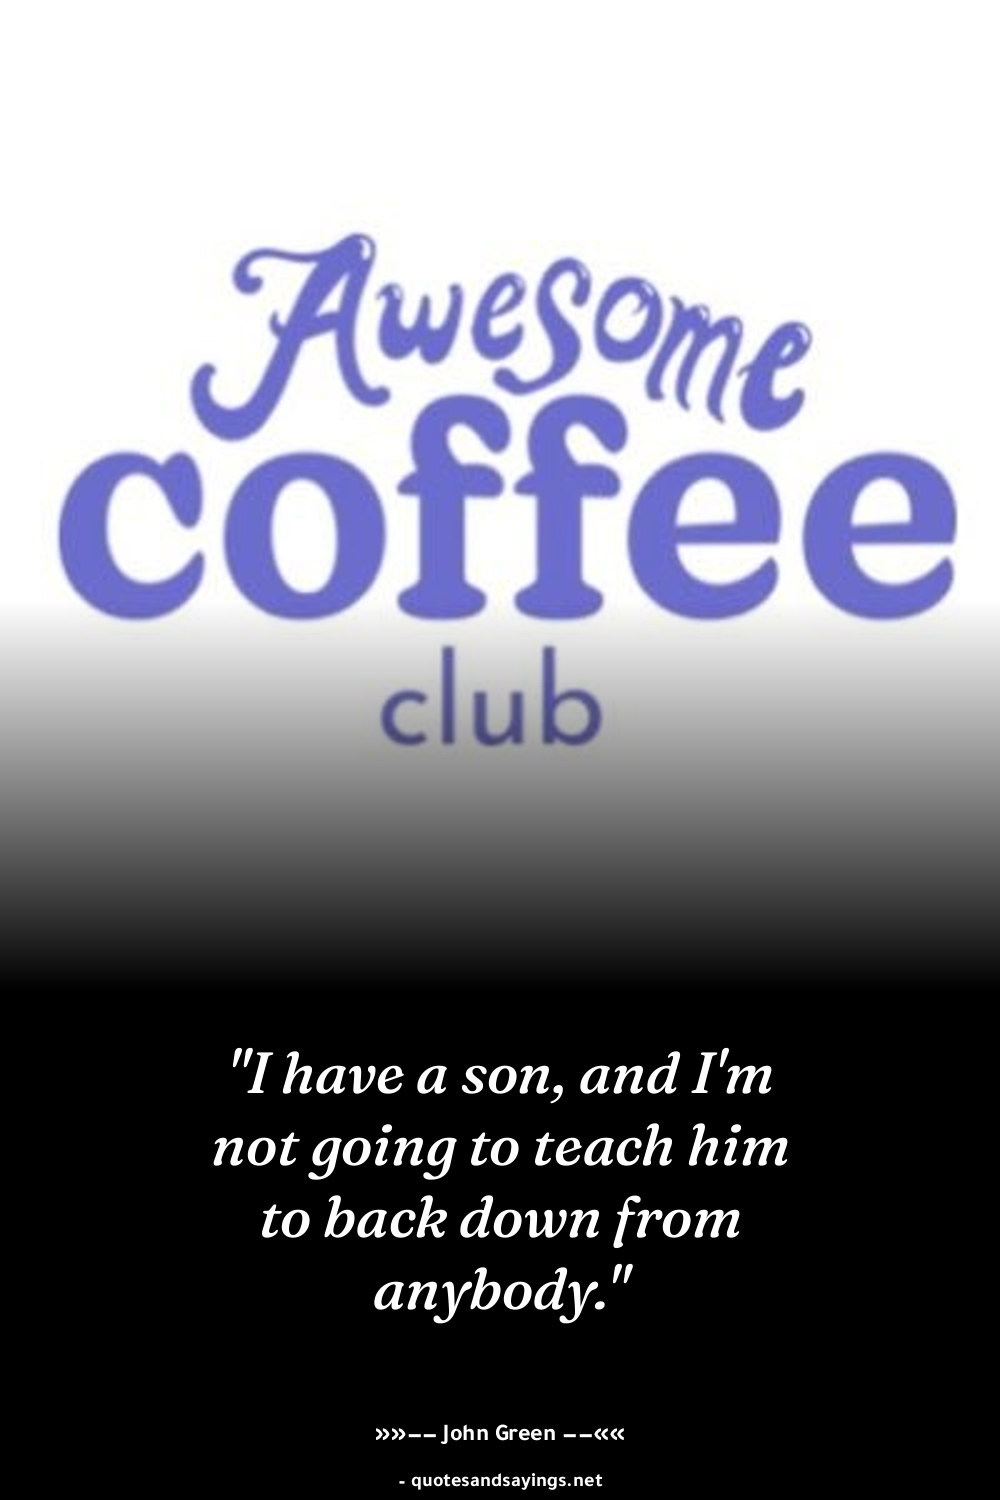 Awesome
coffee
club
"I have a son, and I'm
not going to teach him
to back down from
anybody."
»»–– John Green ––««
- quotesandsayings.net